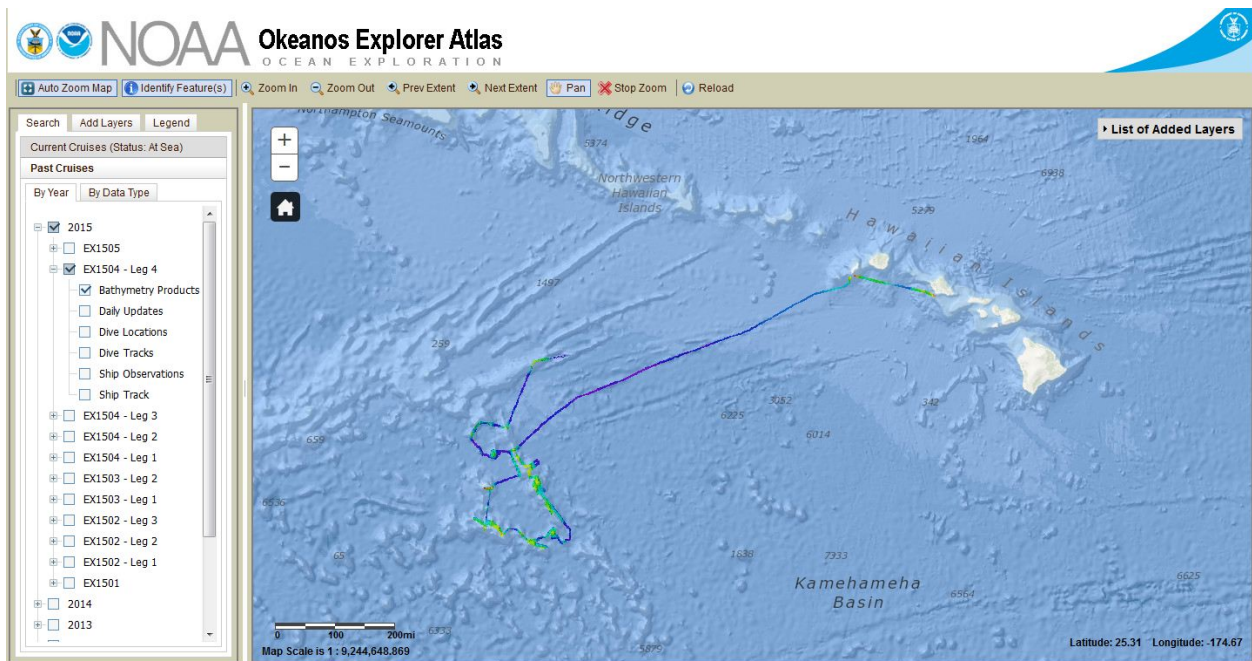 NOAA Okeanos Explorer Atlas
OCEAN EXPLORATION
Auto Zoom Map Identify Feature(s) Zoom In Zoom Out Prev Extent Next Extent Pan Stop Zoom Reload
Search Add Layers Legend
Current Cruises (Status: At Sea)
Past Cruises
By Year By Data Type
2015
EX1505
EX1504 - Leg 4
Bathymetry Products
Daily Updates
Dive Locations
Dive Tracks
Ship Observations
Ship Track
EX1504 - Leg 3
EX1504 - Leg 2
EX1504 - Leg 1
EX1503 - Leg 2
EX1503 - Leg 1
EX1502 - Leg 3
EX1502 - Leg 2
EX1502 - Leg 1
EX1501
2014
2013
+
−
List of Added Layers
Northampton Seamounts
5374
1964
6938
Northwestern
Hawaiian
Islands
5279
Hawaiian Islands
1497
259
3052
342
6225
6014
659
6536
65
1638
7333
6625
Kamehameha
Basin
6564
0 100 200mi
6333
5879
Map Scale is 1 : 9,244,648.869
Latitude: 25.31 Longitude: -174.67